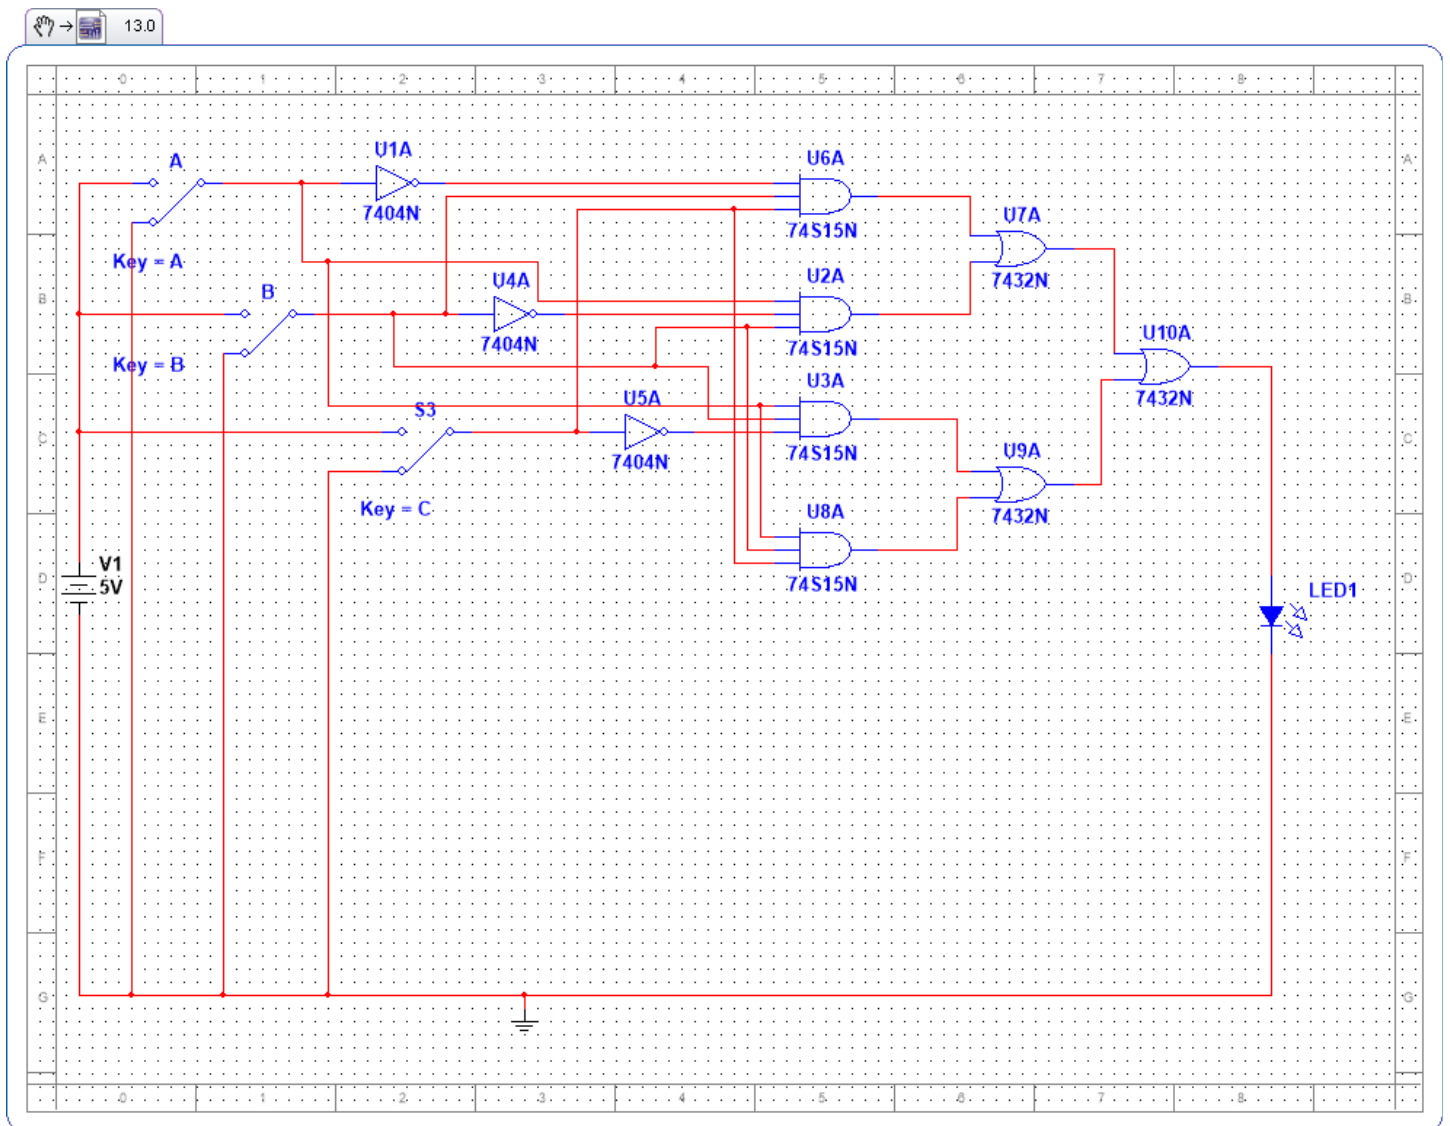 13.0
0 1 2 3 4 5 6 7 8
A A
A
U1A
7404N
U6A
74S15N
U7A
7432N
Key = A
B B
B
U4A
7404N
U2A
74S15N
U10A
7432N
Key = B
U3A
74S15N
C C
S3
U5A
7404N
U9A
7432N
Key = C
U8A
74S15N
D D
V1
5V
LED1
E E
F F
G G
0 1 2 3 4 5 6 7 8